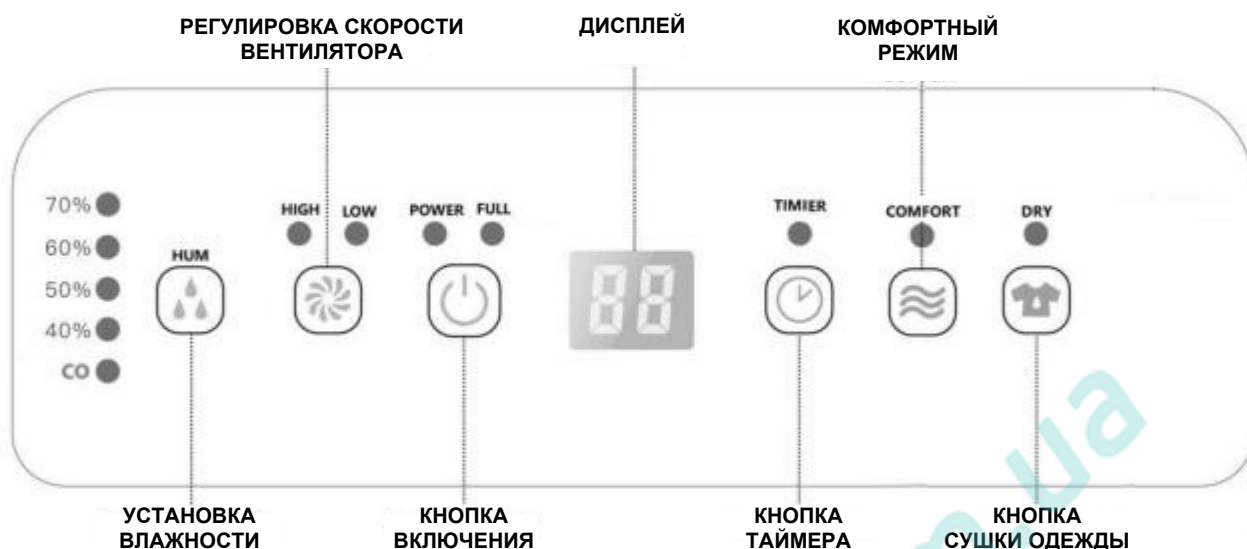 РЕГУЛИРОВКА СКОРОСТИ
ВЕНТИЛЯТОРА
ДИСПЛЕЙ
КОМФОРТНЫЙ
РЕЖИМ
70%
60%
50%
40%
CO
HUM
HIGH LOW
POWER FULL
88
TIMIER
COMFORT
DRY
УСТАНОВКА
ВЛАЖНОСТИ
КНОПКА
ВКЛЮЧЕНИЯ
КНОПКА
ТАЙМЕРА
КНОПКА
СУШКИ ОДЕЖДЫ